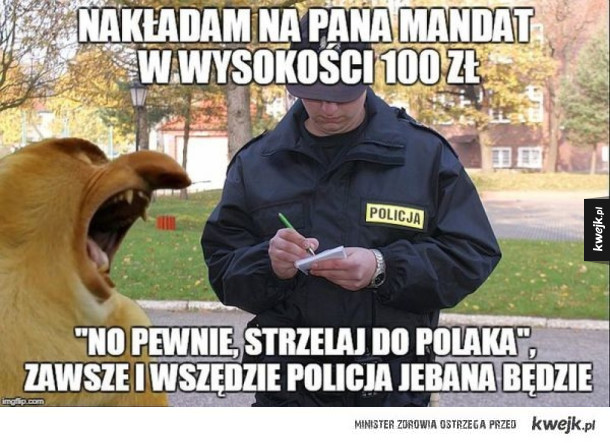 NAKŁADAM NA PANA MANDAT
W WYSOKOŚCI 100 ZŁ
POLICJA
kwejk.pl
"NO PEWNIE, STRZELAJ DO POLAKA",
ZAWSZE I WSZĘDZIE POLICJA JEBANA BĘDZIE
imgflip.com
MINISTER ZDROWIA OSTRZEGA PRZED kwejk.pl